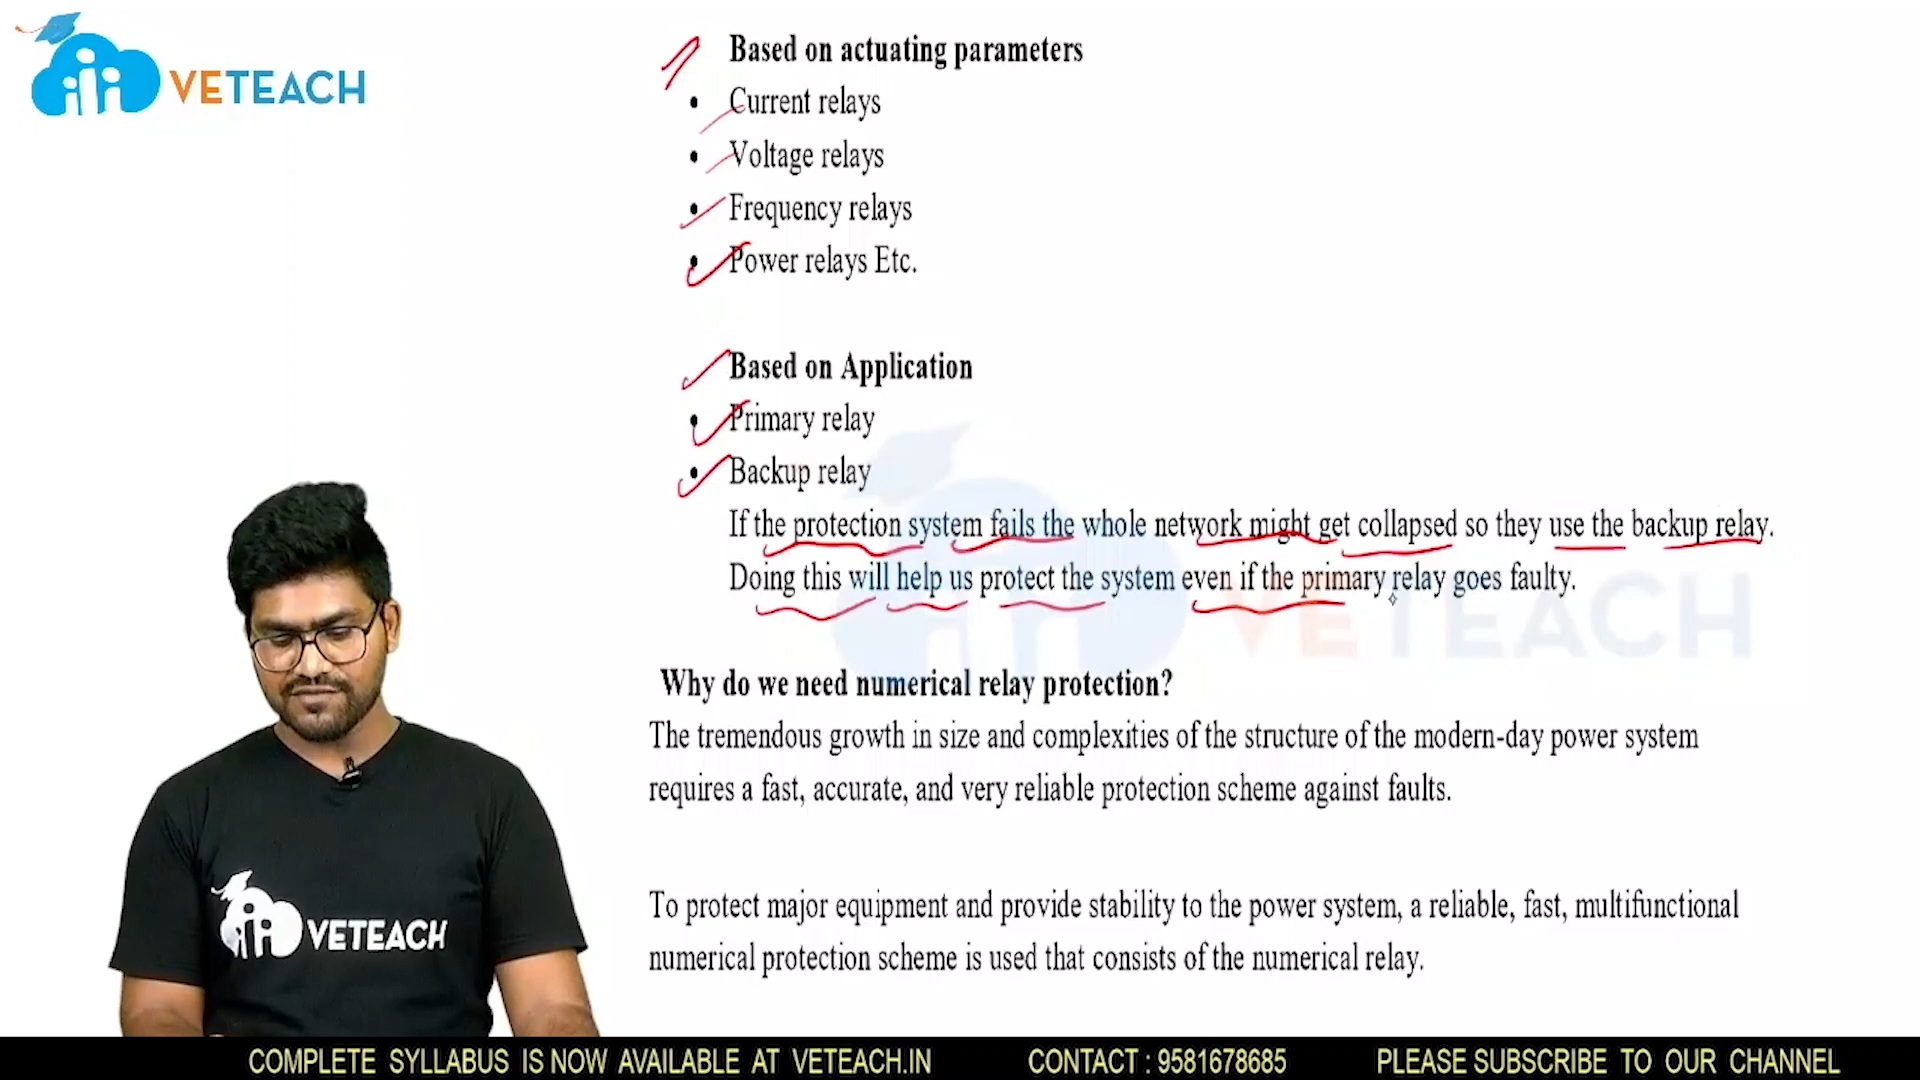 VETEACH
Based on actuating parameters
• Current relays
• Voltage relays
• Frequency relays
• Power relays Etc.
Based on Application
• Primary relay
• Backup relay
If the protection system fails the whole network might get collapsed so they use the backup relay.
Doing this will help us protect the system even if the primary relay goes faulty.
VETEACH
Why do we need numerical relay protection?
The tremendous growth in size and complexities of the structure of the modern-day power system
requires a fast, accurate, and very reliable protection scheme against faults.
To protect major equipment and provide stability to the power system, a reliable, fast, multifunctional
numerical protection scheme is used that consists of the numerical relay.
VETEACH
COMPLETE SYLLABUS IS NOW AVAILABLE AT VETEACH.IN CONTACT : 9581678685 PLEASE SUBSCRIBE TO OUR CHANNEL